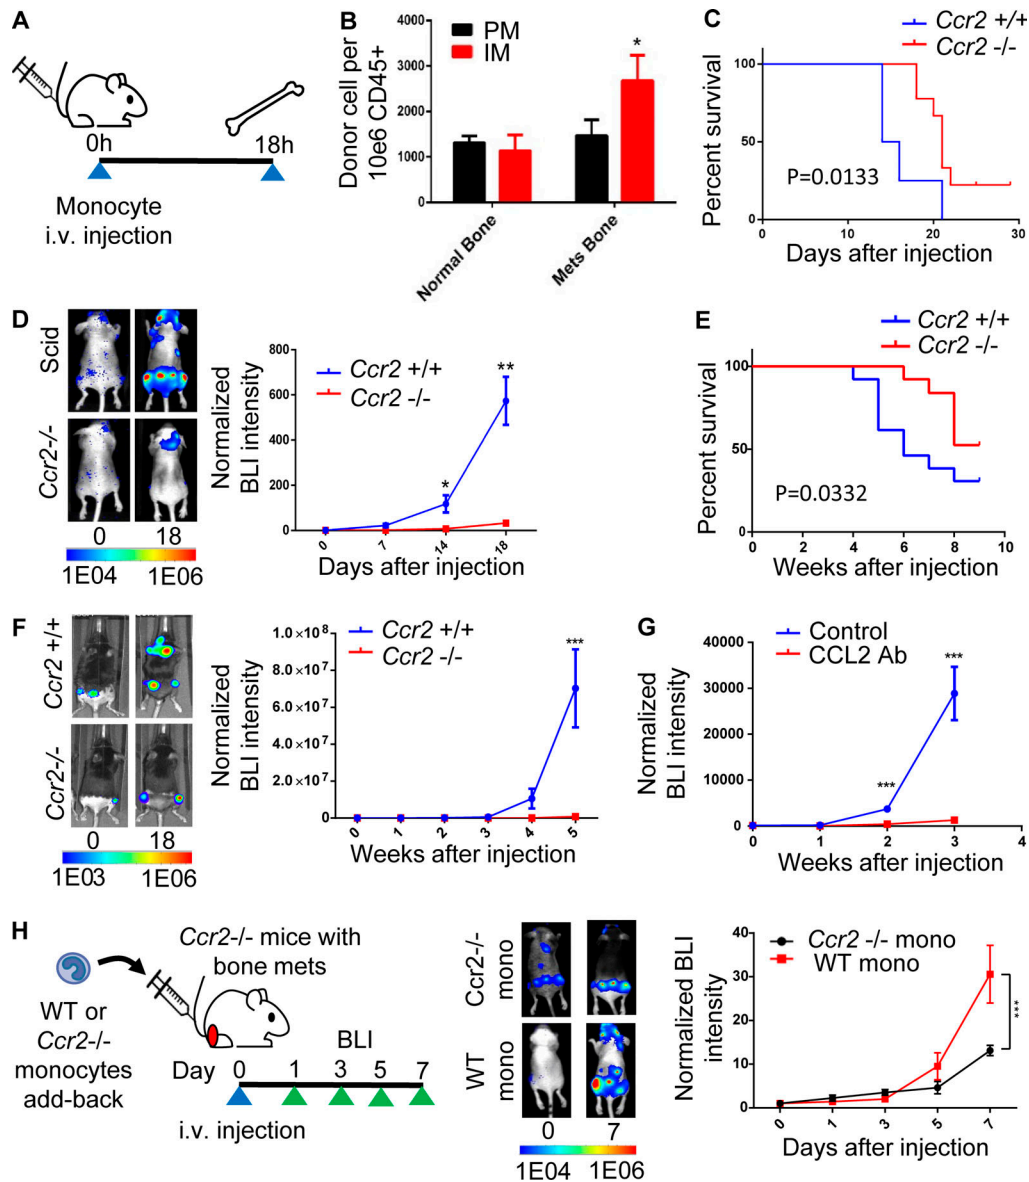 A
0h
18h
Monocyte
i.v. injection
B
PM
IM
*
Donor cell per
10e6 CD45+
4000
3000
2000
1000
0
Normal Bone
Mets Bone
C
Ccr2 +/+
Ccr2 -/-
Percent survival
100
50
0
P=0.0133
0
10
20
30
Days after injection
D
Scid
Ccr2-/-
0
18
1E04
1E06
Normalized
BLI intensity
800
600
400
200
0
Ccr2 +/+
Ccr2 -/-
*
**
0
7
14
18
Days after injection
E
Ccr2 +/+
Ccr2 -/-
Percent survival
100
50
0
P=0.0332
0
2
4
6
8
10
Weeks after injection
F
Ccr2 +/+
Ccr2-/-
0
18
1E03
1E06
Normalized
BLI intensity
1.0×10⁸
8.0×10⁷
6.0×10⁷
4.0×10⁷
2.0×10⁷
0
Ccr2 +/+
Ccr2 -/-
***
0
1
2
3
4
5
Weeks after injection
G
Control
CCL2 Ab
Normalized
BLI intensity
40000
30000
20000
10000
0
***
***
0
1
2
3
4
Weeks after injection
H
Ccr2-/- mice with
bone mets
WT or
Ccr2-/-
monocytes
add-back
BLI
Day
0
1
3
5
7
i.v. injection
Ccr2-/-
mono
WT
mono
0
7
1E04
1E06
Normalized BLI
intensity
40
30
20
10
0
Ccr2 -/- mono
WT mono
***
0
1
3
5
7
Days after injection